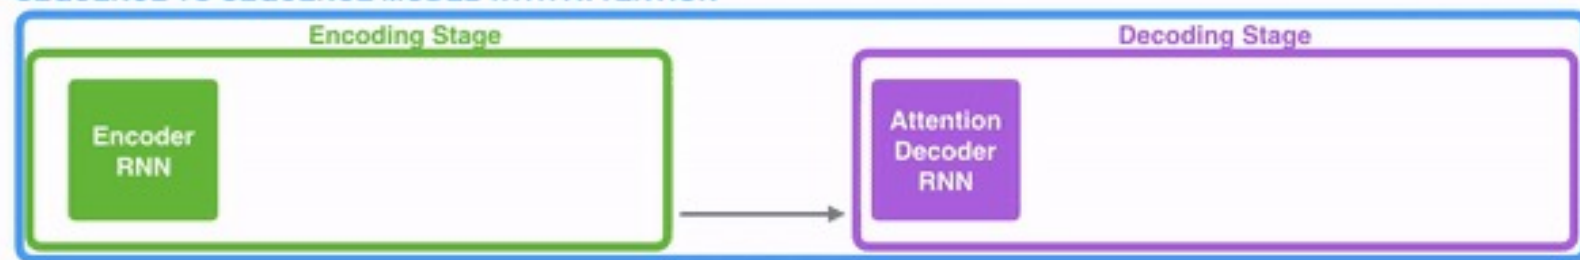 Encoding Stage
Decoding Stage
Encoder
RNN
Attention
Decoder
RNN